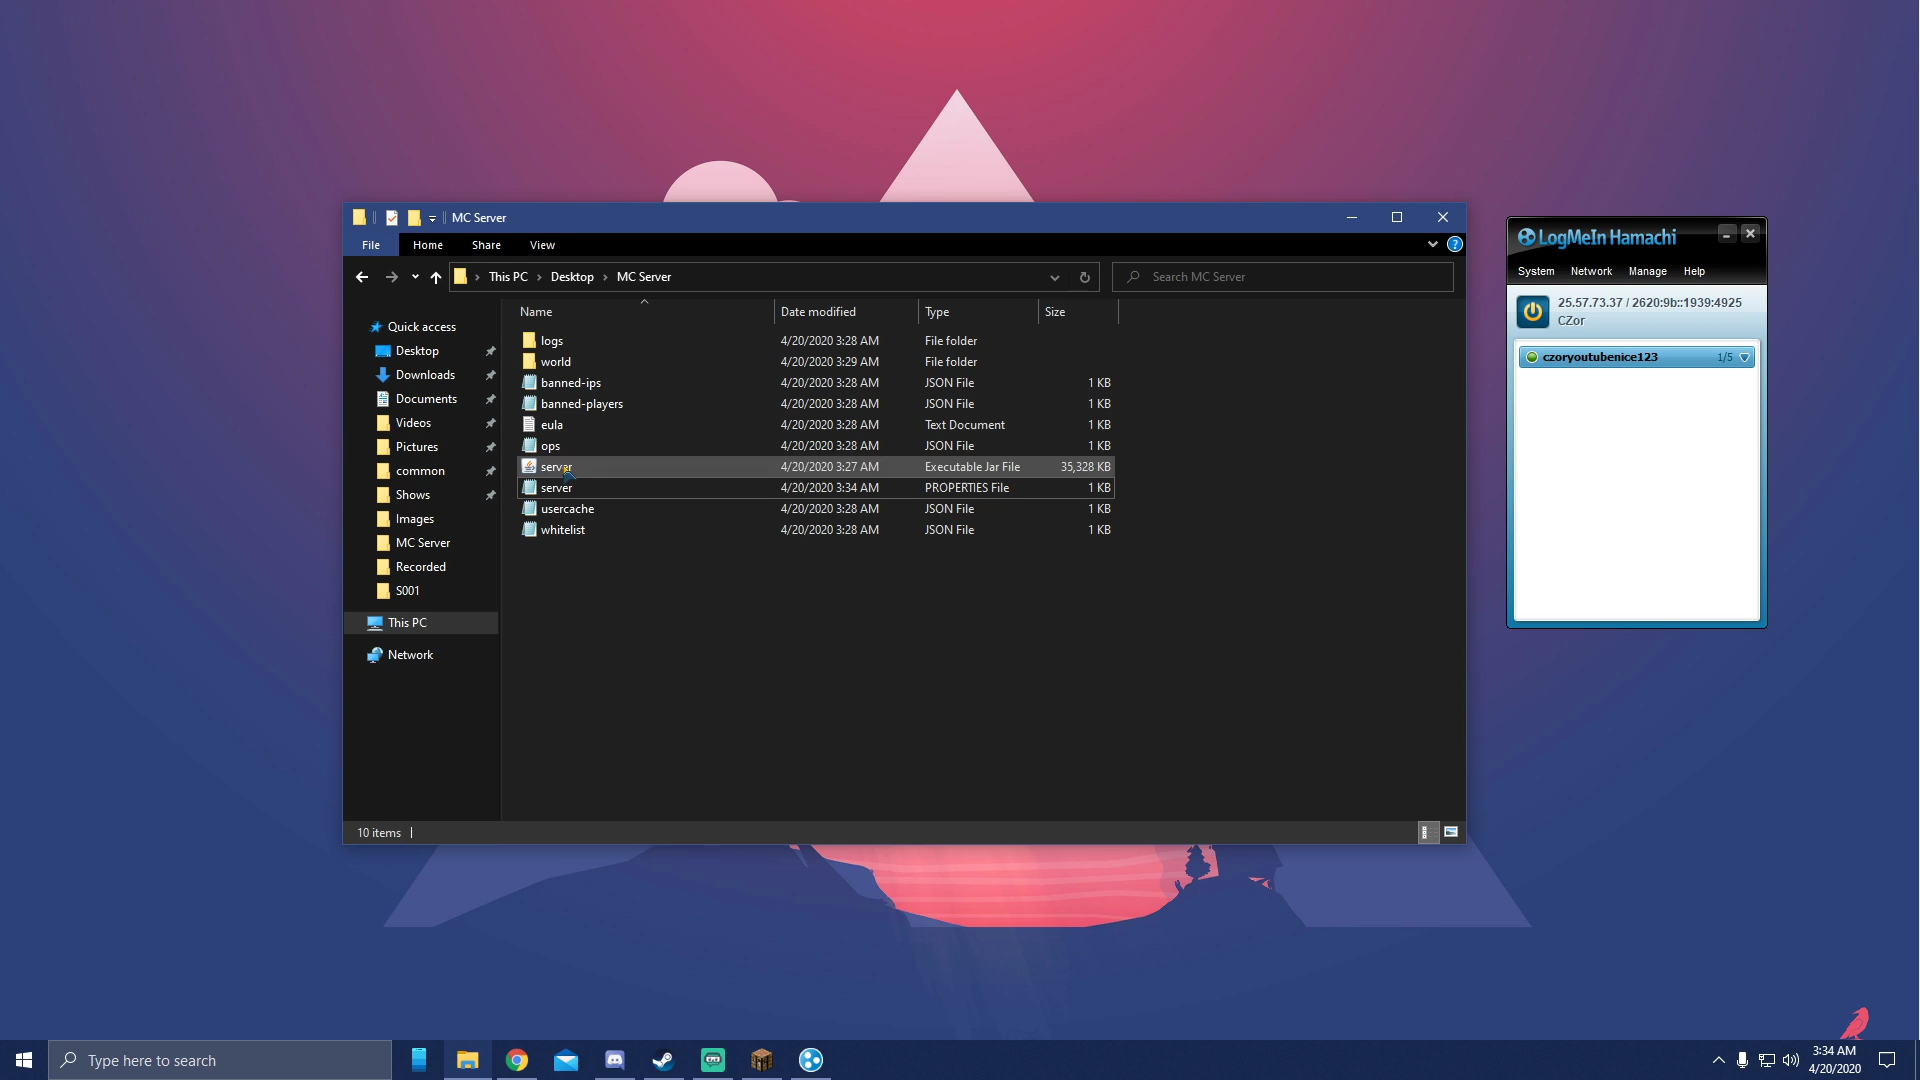 MC Server
File Home Share View
This PC > Desktop > MC Server
Search MC Server
Name Date modified Type Size
Quick access
Desktop
Downloads
Documents
Videos
Pictures
common
Shows
Images
MC Server
Recorded
S001
This PC
Network
logs 4/20/2020 3:28 AM File folder
world 4/20/2020 3:29 AM File folder
banned-ips 4/20/2020 3:28 AM JSON File 1 KB
banned-players 4/20/2020 3:28 AM JSON File 1 KB
eula 4/20/2020 3:28 AM Text Document 1 KB
ops 4/20/2020 3:28 AM JSON File 1 KB
server 4/20/2020 3:27 AM Executable Jar File 35,328 KB
server 4/20/2020 3:34 AM PROPERTIES File 1 KB
usercache 4/20/2020 3:28 AM JSON File 1 KB
whitelist 4/20/2020 3:28 AM JSON File 1 KB
10 items
LogMeIn Hamachi
System Network Manage Help
25.57.73.37 / 2620:9b::1939:4925
CZor
czoryoutubenice123 1/5
Type here to search
3:34 AM
4/20/2020